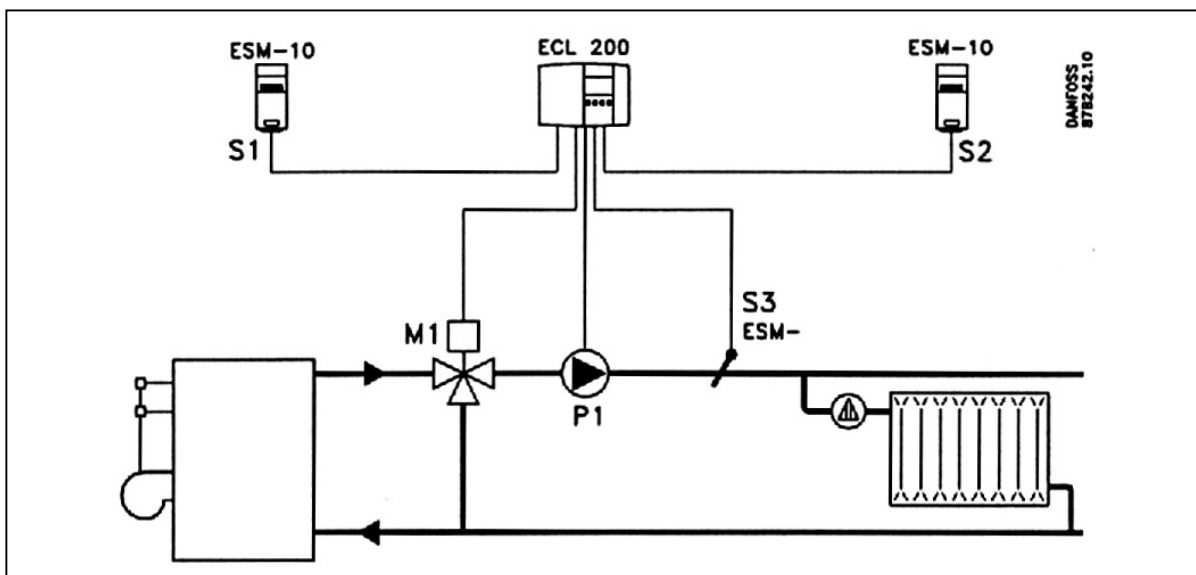 ESM-10
ECL 200
ESM-10
DANFOSS
87B242.10
S1
S2
S3
ESM-
M1
P1